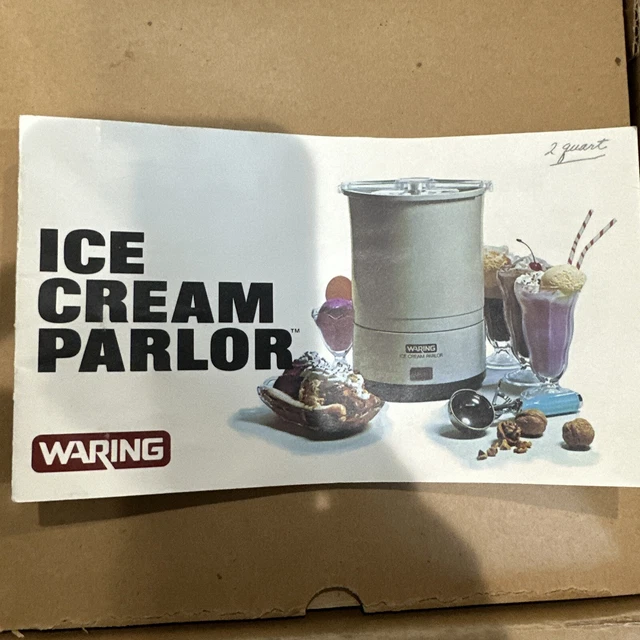 2 quart
ICE
CREAM
PARLOR™
WARING
WARING
ICE CREAM PARLOR